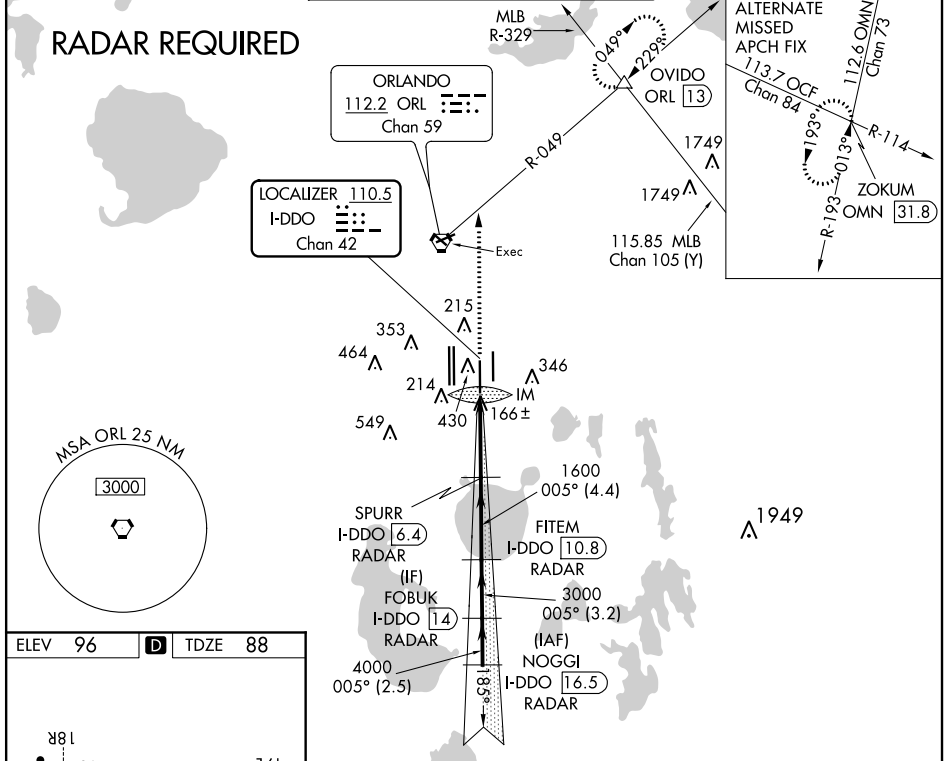 RADAR REQUIRED
MLB
R-329
049°
229°
OVIDO
ORL 13
ALTERNATE
MISSED
APCH FIX
112.6 OMN
Chan 73
113.7 OCF
Chan 84
193°
013°
R-114
R-193
ZOKUM
OMN 31.8
ORLANDO
112.2 ORL
Chan 59
R-049
1749
1749
LOCALIZER 110.5
I-DDO
Chan 42
Exec
115.85 MLB
Chan 105 (Y)
215
353
464
346
214
IM
430
166±
549
MSA ORL 25 NM
3000
1600
005° (4.4)
SPURR
I-DDO 6.4
RADAR
FITEM
I-DDO 10.8
RADAR
1949
(IF)
FOBUK
I-DDO 14
RADAR
3000
005° (3.2)
(IAF)
NOGGI
I-DDO 16.5
RADAR
4000
005° (2.5)
185°
ELEV 96 D TDZE 88
18R